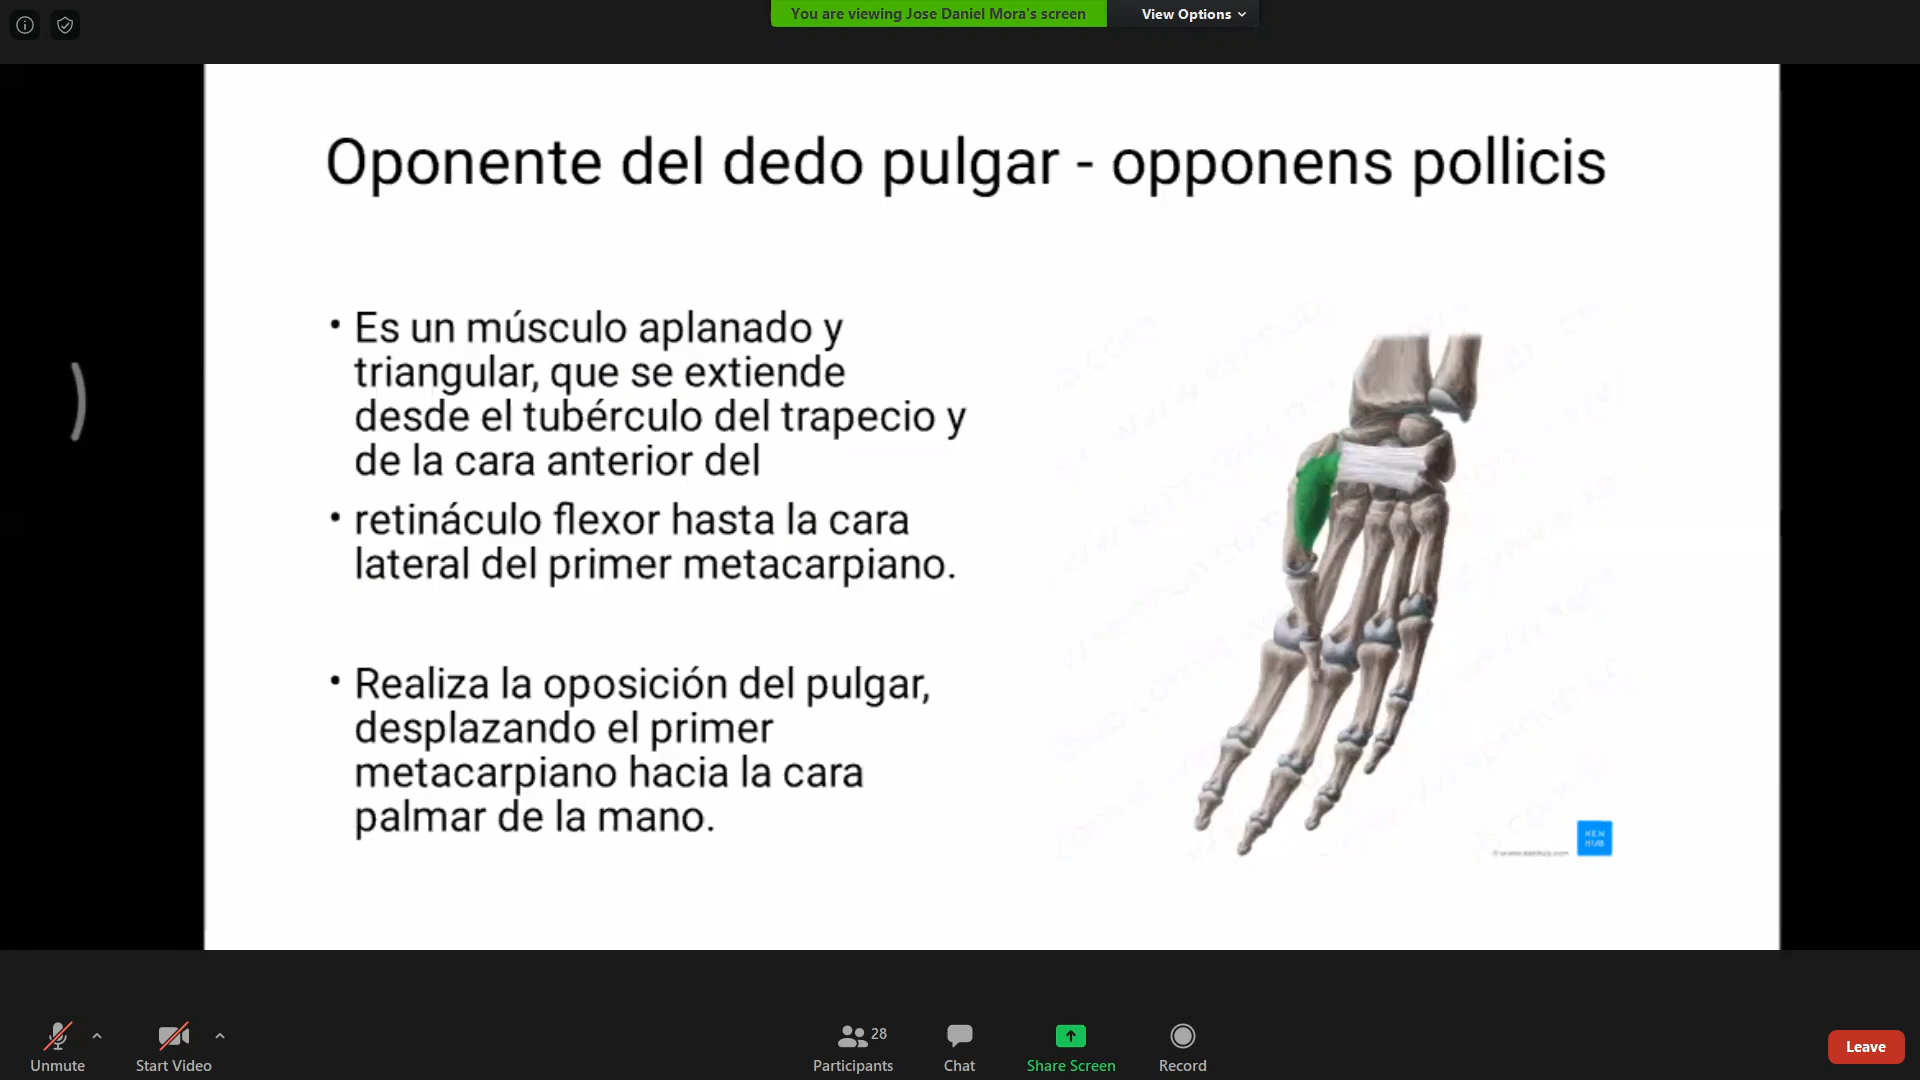 You are viewing Jose Daniel Mora's screen View Options
Oponente del dedo pulgar - opponens pollicis
• Es un músculo aplanado y
triangular, que se extiende
desde el tubérculo del trapecio y
de la cara anterior del
• retináculo flexor hasta la cara
lateral del primer metacarpiano.
• Realiza la oposición del pulgar,
desplazando el primer
metacarpiano hacia la cara
palmar de la mano.
KEN
HUB
© www.kenhub.com
28
Unmute Start Video Participants Chat Share Screen Record Leave